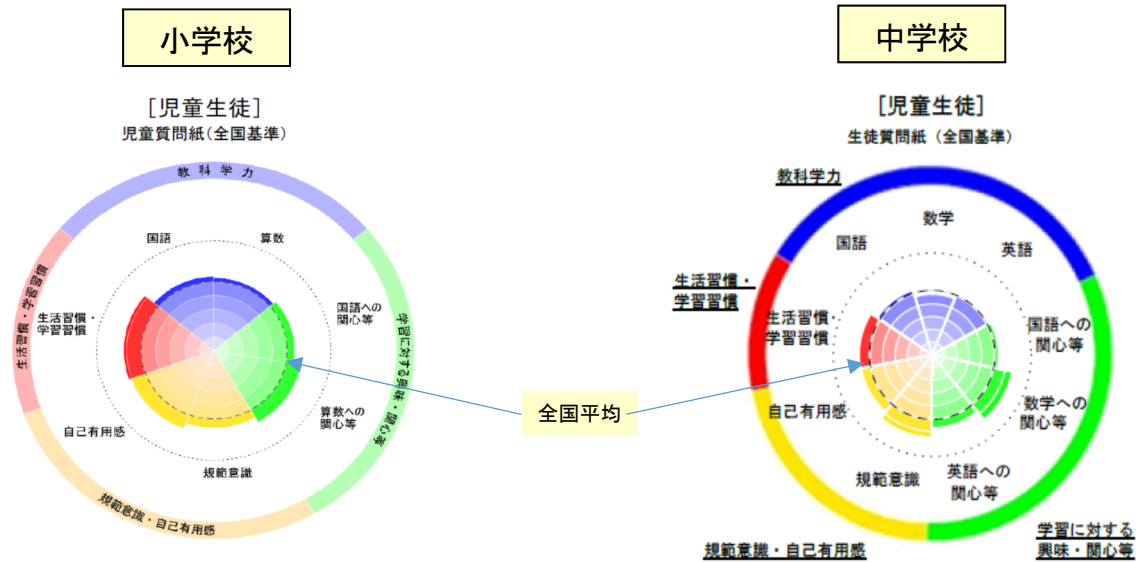 小学校
[児童生徒]
児童質問紙(全国基準)
教科学力
国語
算数
生活習慣・学習習慣
生活習慣・
学習習慣
国語への
関心等
学習に対する興味・関心等
算数への
関心等
自己有用感
規範意識
規範意識・自己有用感
全国平均
中学校
[児童生徒]
生徒質問紙（全国基準）
教科学力
数学
国語
英語
生活習慣・
学習習慣
生活習慣・
学習習慣
国語への
関心等
自己有用感
数学への
関心等
規範意識
英語への
関心等
規範意識・自己有用感
学習に対する
興味・関心等